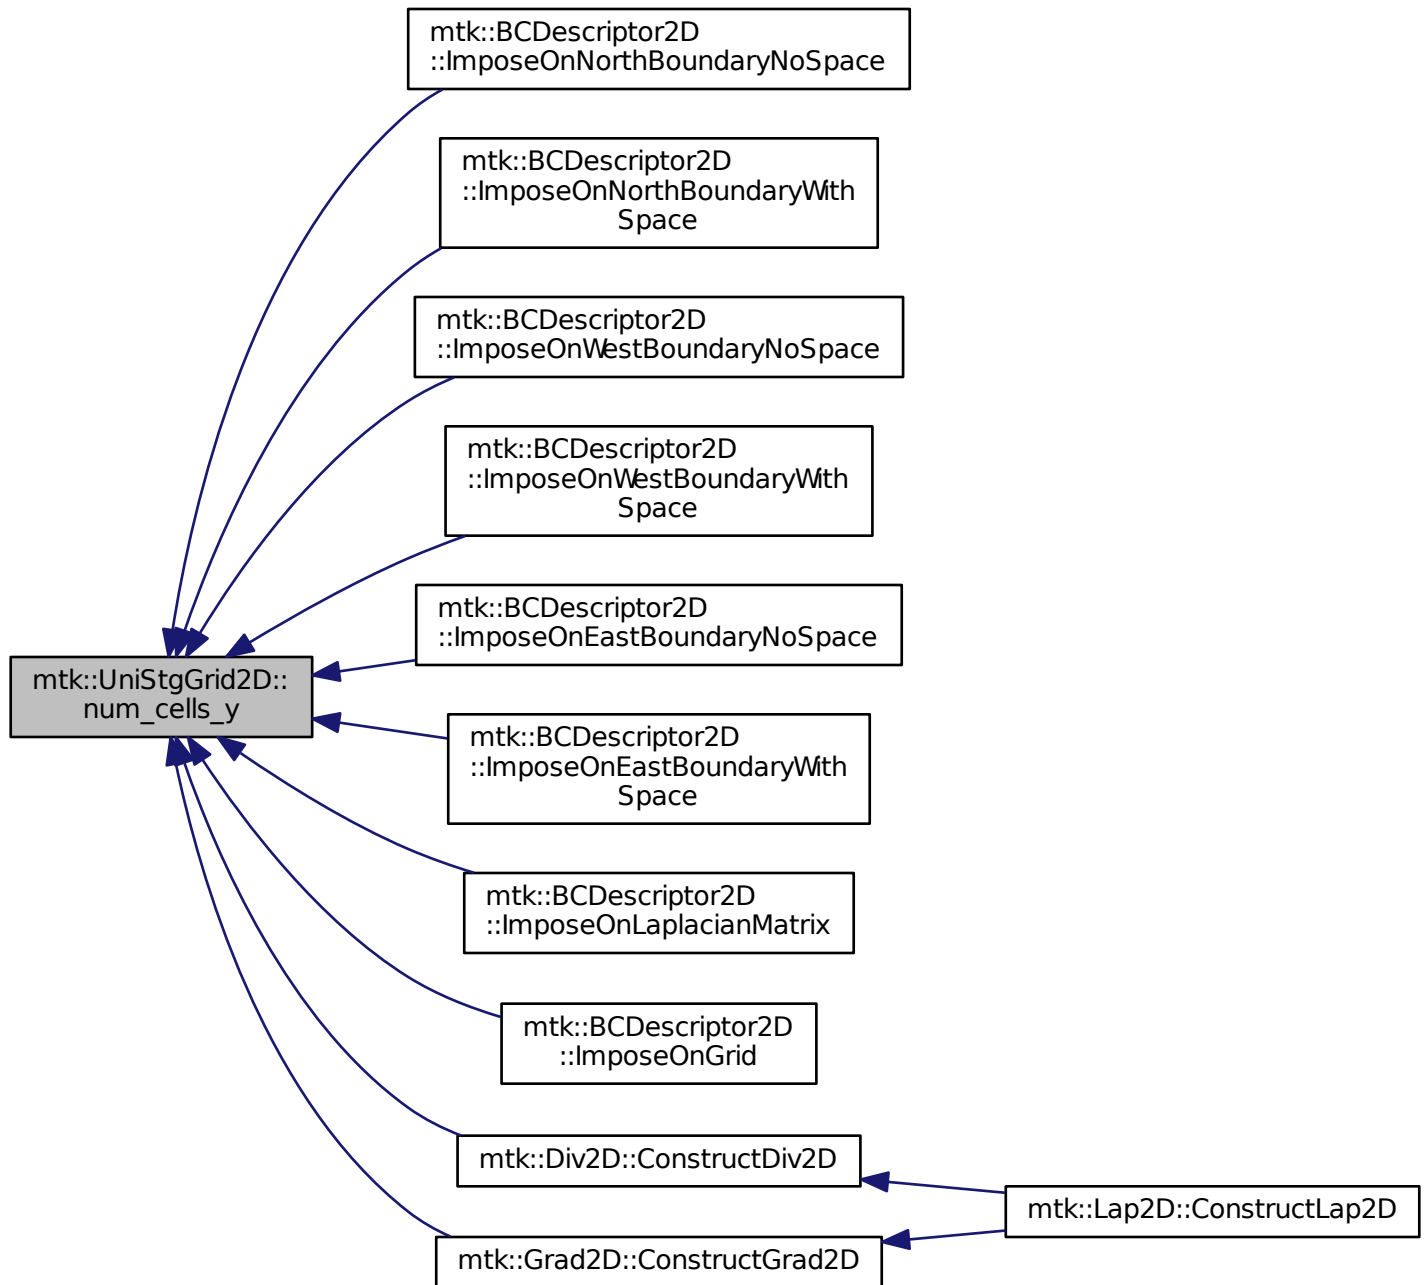 mtk::BCDescriptor2D
::ImposeOnNorthBoundaryNoSpace
mtk::BCDescriptor2D
::ImposeOnNorthBoundaryWith
Space
mtk::BCDescriptor2D
::ImposeOnWestBoundaryNoSpace
mtk::BCDescriptor2D
::ImposeOnWestBoundaryWith
Space
mtk::BCDescriptor2D
::ImposeOnEastBoundaryNoSpace
mtk::UniStgGrid2D::
num_cells_y
mtk::BCDescriptor2D
::ImposeOnEastBoundaryWith
Space
mtk::BCDescriptor2D
::ImposeOnLaplacianMatrix
mtk::BCDescriptor2D
::ImposeOnGrid
mtk::Div2D::ConstructDiv2D
mtk::Lap2D::ConstructLap2D
mtk::Grad2D::ConstructGrad2D